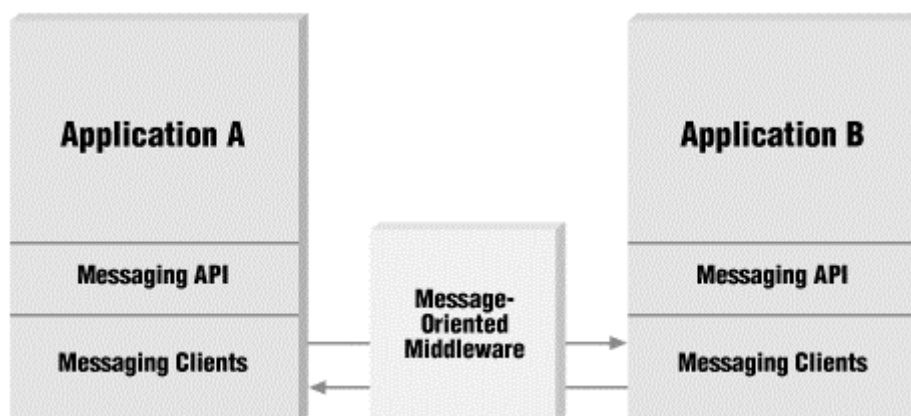 Application A
Messaging API
Messaging Clients
Message-
Oriented
Middleware
Application B
Messaging API
Messaging Clients